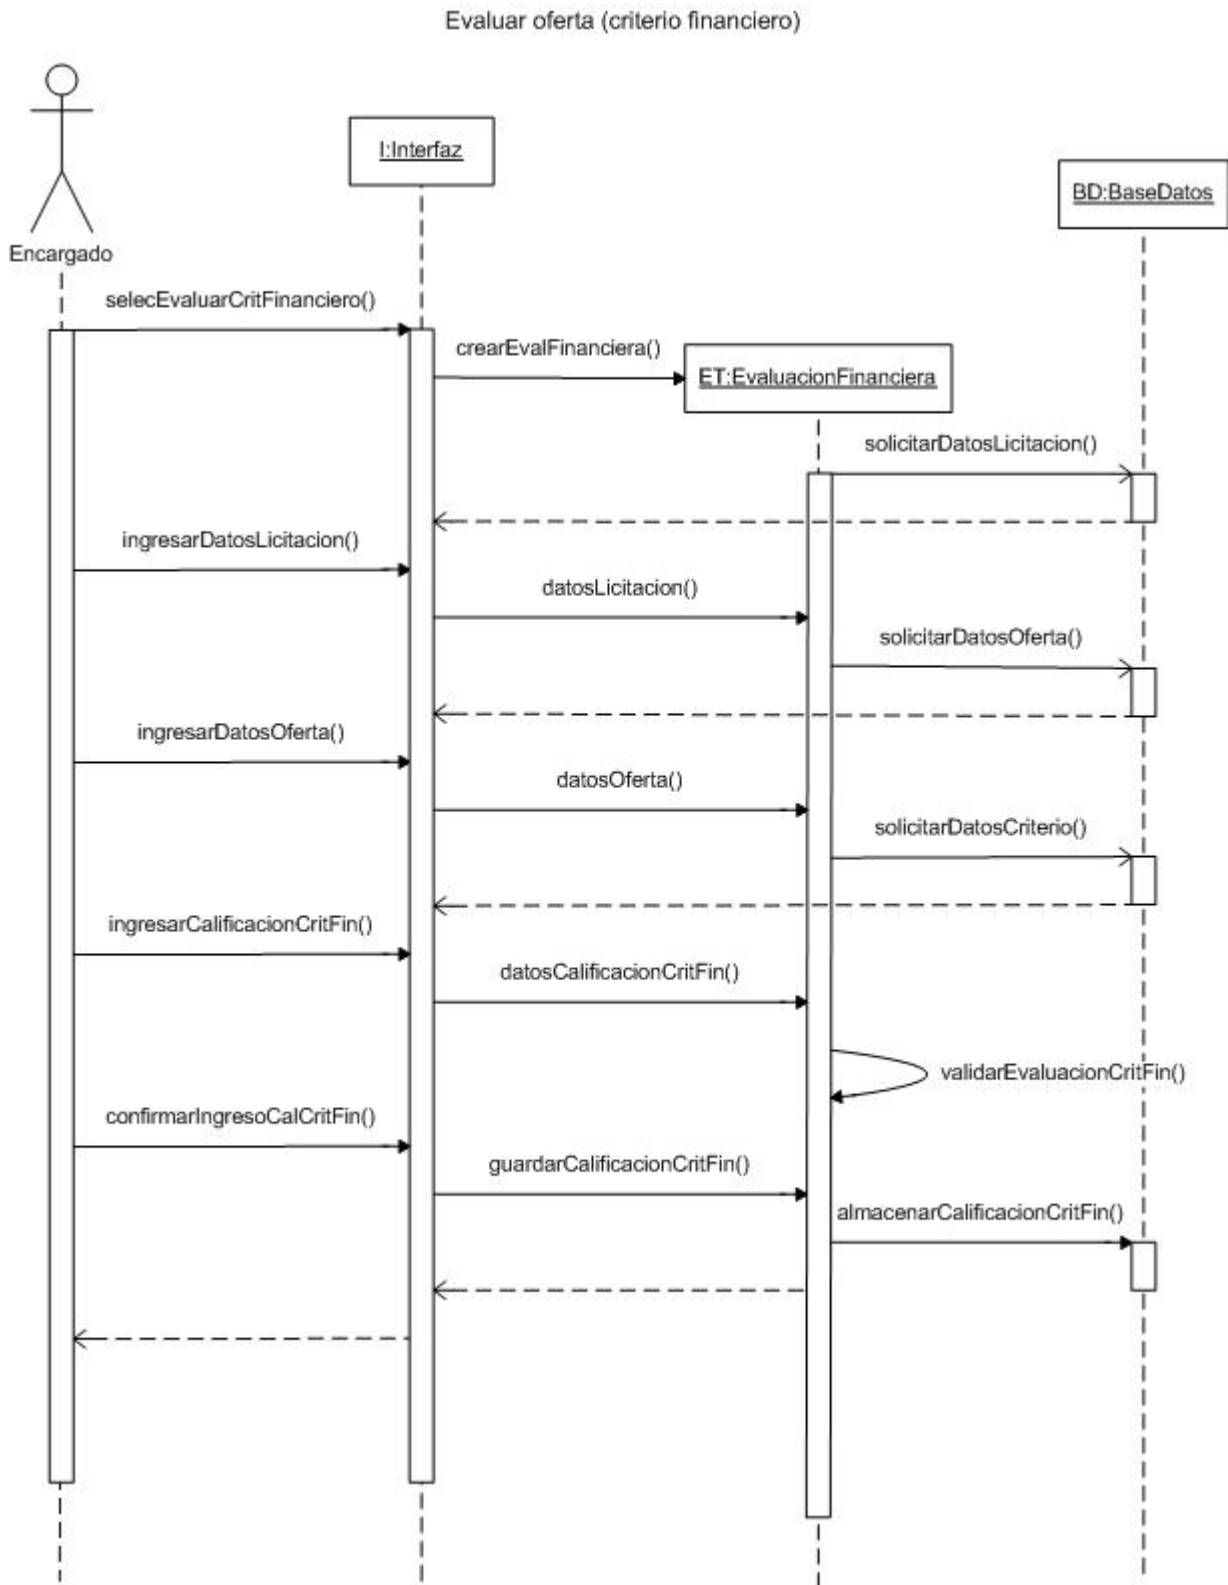 Evaluar oferta (criterio financiero)
I:Interfaz
BD:BaseDatos
Encargado
selecEvaluarCritFinanciero()
crearEvalFinanciera()
ET:EvaluacionFinanciera
solicitarDatosLicitacion()
ingresarDatosLicitacion()
datosLicitacion()
solicitarDatosOferta()
ingresarDatosOferta()
datosOferta()
solicitarDatosCriterio()
ingresarCalificacionCritFin()
datosCalificacionCritFin()
validarEvaluacionCritFin()
confirmarIngresoCalCritFin()
guardarCalificacionCritFin()
almacenarCalificacionCritFin()